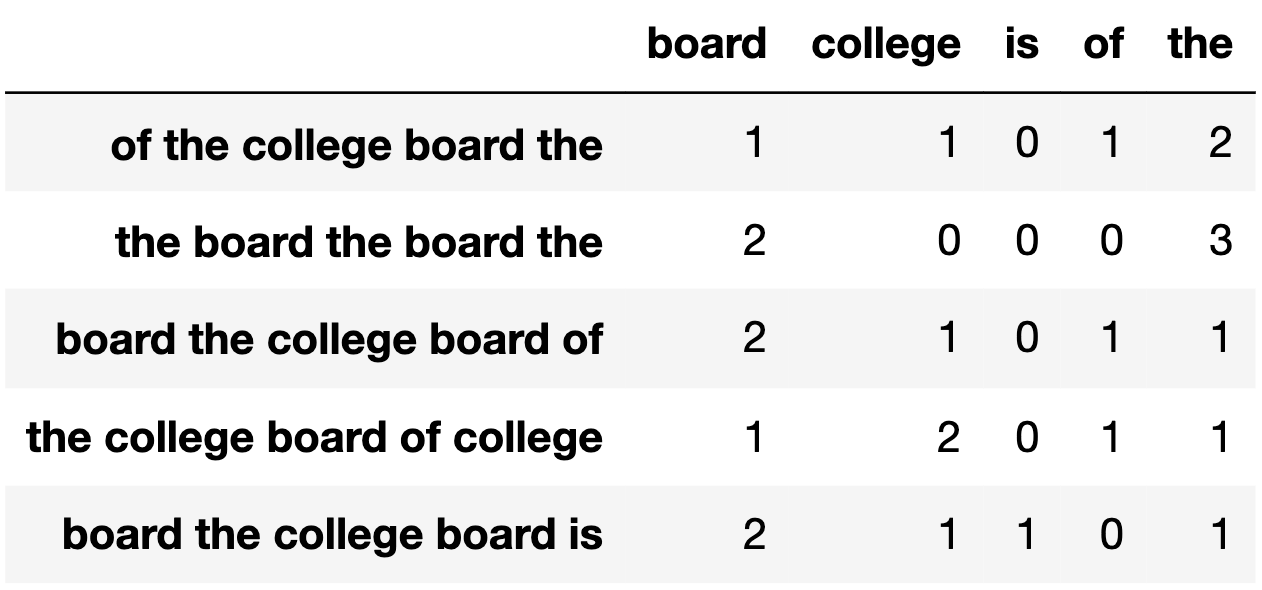 board college is of the
of the college board the 1 1 0 1 2
the board the board the 2 0 0 0 3
board the college board of 2 1 0 1 1
the college board of college 1 2 0 1 1
board the college board is 2 1 1 0 1